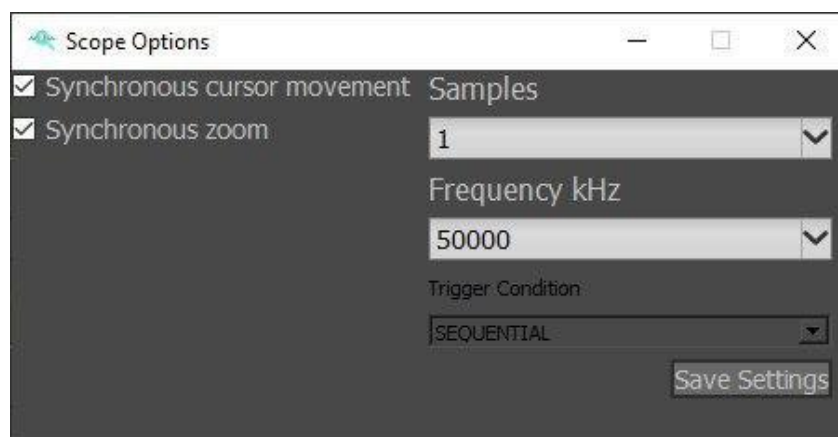 Scope Options
Synchronous cursor movement
Synchronous zoom
Samples
1
Frequency kHz
50000
Trigger Condition
SEQUENTIAL
Save Settings